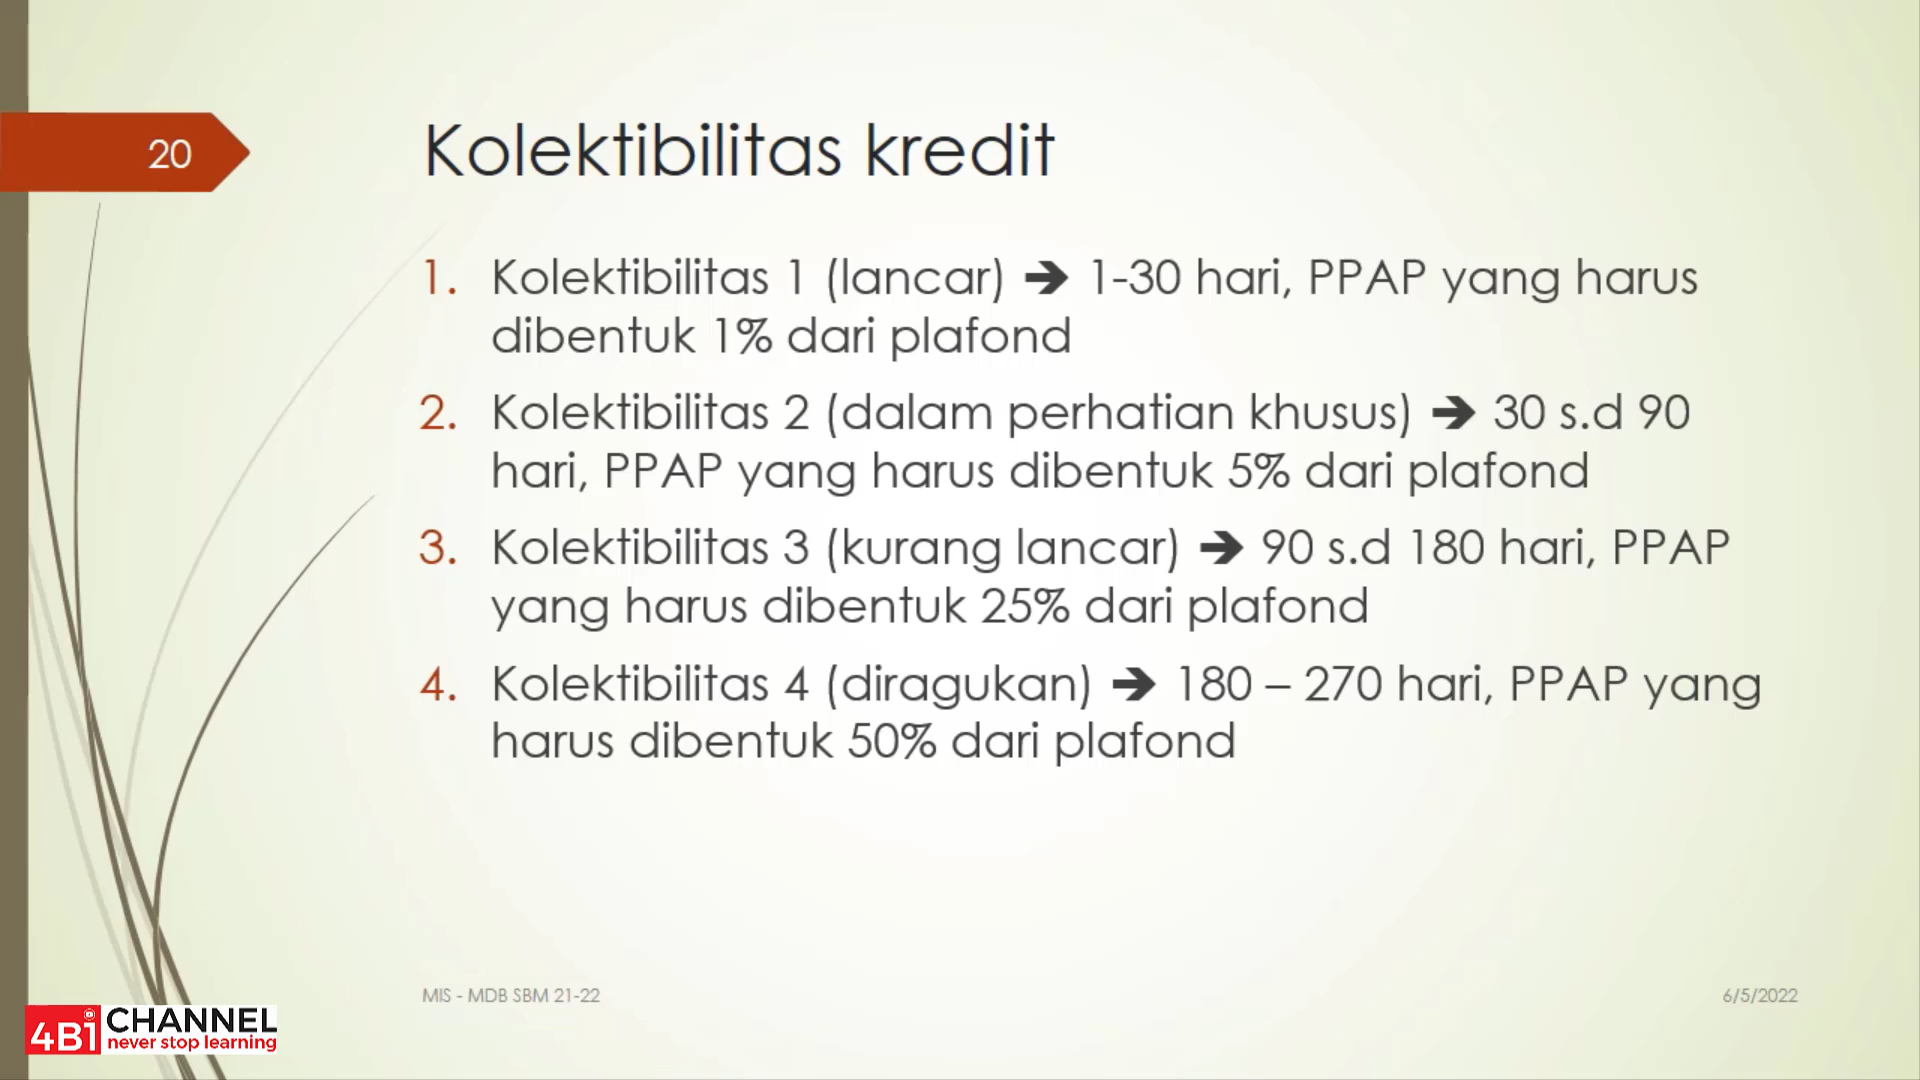 20
Kolektibilitas kredit
1. Kolektibilitas 1 (lancar) ➔ 1-30 hari, PPAP yang harus
dibentuk 1% dari plafond
2. Kolektibilitas 2 (dalam perhatian khusus) ➔ 30 s.d 90
hari, PPAP yang harus dibentuk 5% dari plafond
3. Kolektibilitas 3 (kurang lancar) ➔ 90 s.d 180 hari, PPAP
yang harus dibentuk 25% dari plafond
4. Kolektibilitas 4 (diragukan) ➔ 180 – 270 hari, PPAP yang
harus dibentuk 50% dari plafond
MIS - MDB SBM 21-22
6/5/2022
4Bi CHANNEL
never stop learning